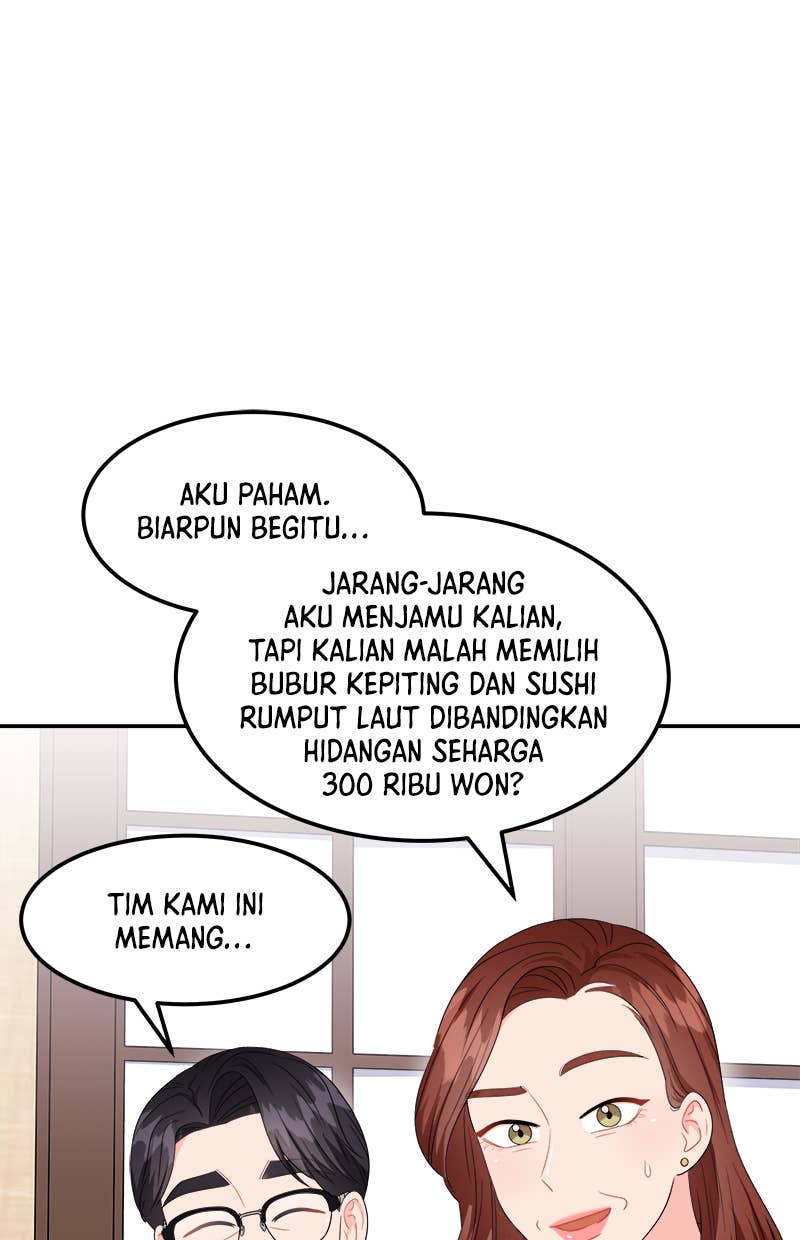 AKU PAHAM.
BIARPUN BEGITU...
JARANG-JARANG
AKU MENJAMU KALIAN,
TAPI KALIAN MALAH MEMILIH
BUBUR KEPITING DAN SUSHI
RUMPUT LAUT DIBANDINGKAN
HIDANGAN SEHARGA
300 RIBU WON?
TIM KAMI INI
MEMANG...